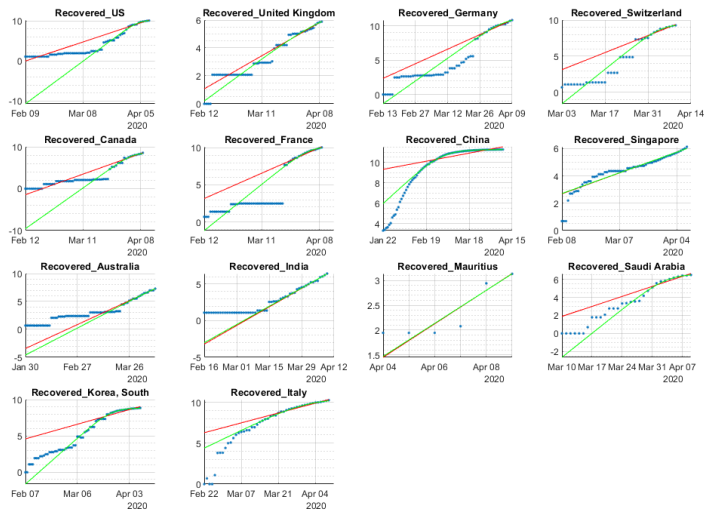 Recovered_US
10
0
-10
Feb 09
Mar 08
Apr 05
2020
Recovered_United Kingdom
6
4
2
0
Feb 12
Mar 11
Apr 08
2020
Recovered_Germany
10
5
0
Feb 13
Feb 27
Mar 12
Mar 26
Apr 09
2020
Recovered_Switzerland
10
5
0
Mar 03
Mar 17
Mar 31
Apr 14
2020
Recovered_Canada
10
0
-10
Feb 12
Mar 11
Apr 08
2020
Recovered_France
10
5
0
Feb 12
Mar 11
Apr 08
2020
Recovered_China
10
8
6
4
Jan 22
Feb 19
Mar 18
Apr 15
2020
Recovered_Singapore
6
4
2
0
Feb 08
Mar 07
Apr 04
2020
Recovered_Australia
10
5
0
-5
Jan 30
Feb 27
Mar 26
2020
Recovered_India
5
0
-5
Feb 16
Mar 01
Mar 15
Mar 29
Apr 12
2020
Recovered_Mauritius
3
2.5
2
1.5
Apr 04
Apr 06
Apr 08
2020
Recovered_Saudi Arabia
6
4
2
0
-2
Mar 10
Mar 17
Mar 24
Mar 31
Apr 07
2020
Recovered_Korea, South
10
5
0
Feb 07
Mar 06
Apr 03
2020
Recovered_Italy
10
5
0
Feb 22
Mar 07
Mar 21
Apr 04
2020